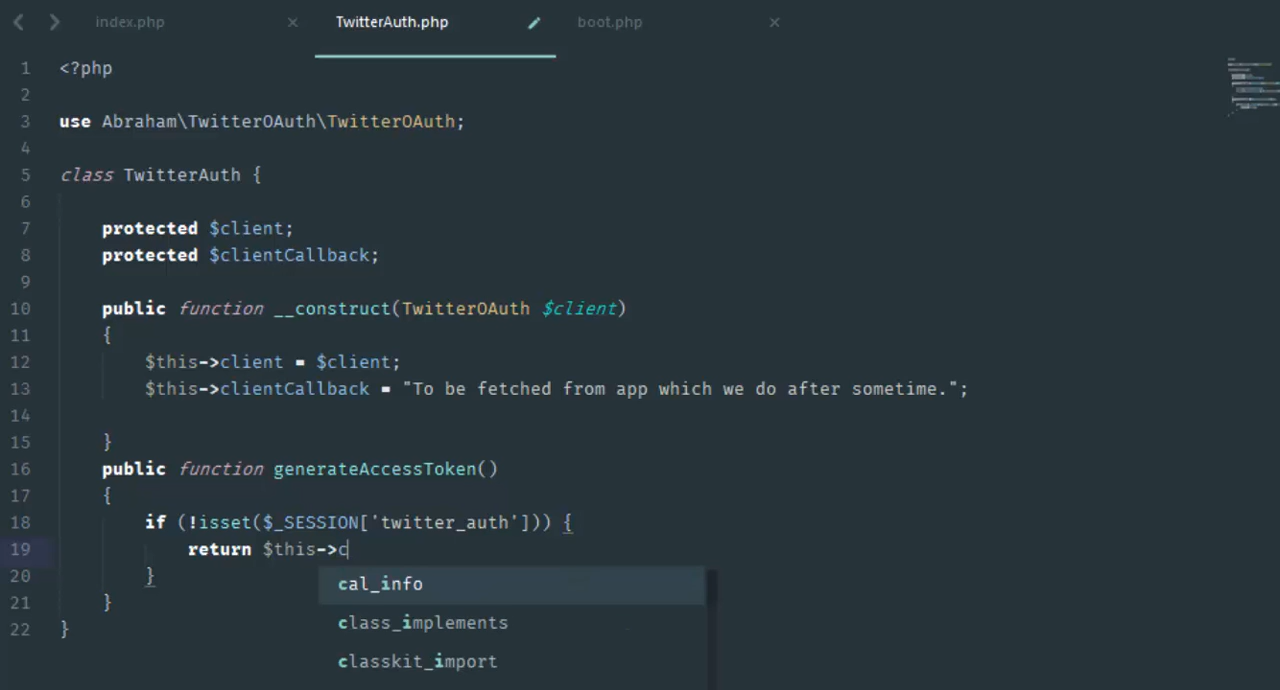 index.php × TwitterAuth.php boot.php ×
1 <?php
2
3 use Abraham\TwitterOAuth\TwitterOAuth;
4
5 class TwitterAuth {
6
7 protected $client;
8 protected $clientCallback;
9
10 public function __construct(TwitterOAuth $client)
11 {
12 $this->client = $client;
13 $this->clientCallback = "To be fetched from app which we do after sometime.";
14
15 }
16 public function generateAccessToken()
17 {
18 if (!isset($_SESSION['twitter_auth'])) {
19 return $this->c
20 }
cal_info
21 }
class_implements
22 }
classkit_import